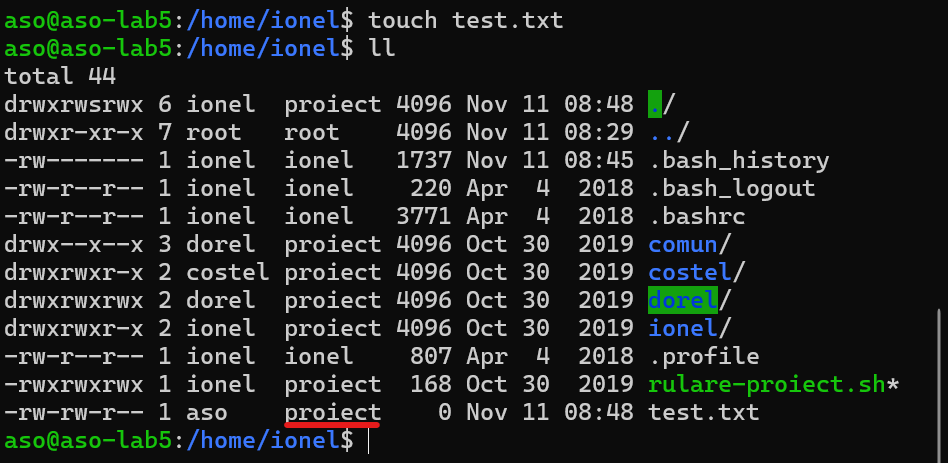 aso@aso-lab5:/home/ionel$ touch test.txt
aso@aso-lab5:/home/ionel$ ll
total 44
drwxrwsrwx 6 ionel  proiect 4096 Nov 11 08:48 ./
drwxr-xr-x 7 root   root    4096 Nov 11 08:29 ../
-rw------- 1 ionel  ionel   1737 Nov 11 08:45 .bash_history
-rw-r--r-- 1 ionel  ionel    220 Apr  4  2018 .bash_logout
-rw-r--r-- 1 ionel  ionel   3771 Apr  4  2018 .bashrc
drwx--x--x 3 dorel  proiect 4096 Oct 30  2019 comun/
drwxrwxr-x 2 costel proiect 4096 Oct 30  2019 costel/
drwxrwxrwx 2 dorel  proiect 4096 Oct 30  2019 dorel/
drwxrwxr-x 2 ionel  proiect 4096 Oct 30  2019 ionel/
-rw-r--r-- 1 ionel  ionel    807 Apr  4  2018 .profile
-rwxrwxrwx 1 ionel  proiect  168 Oct 30  2019 rulare-proiect.sh*
-rw-rw-r-- 1 aso    proiect    0 Nov 11 08:48 test.txt
aso@aso-lab5:/home/ionel$